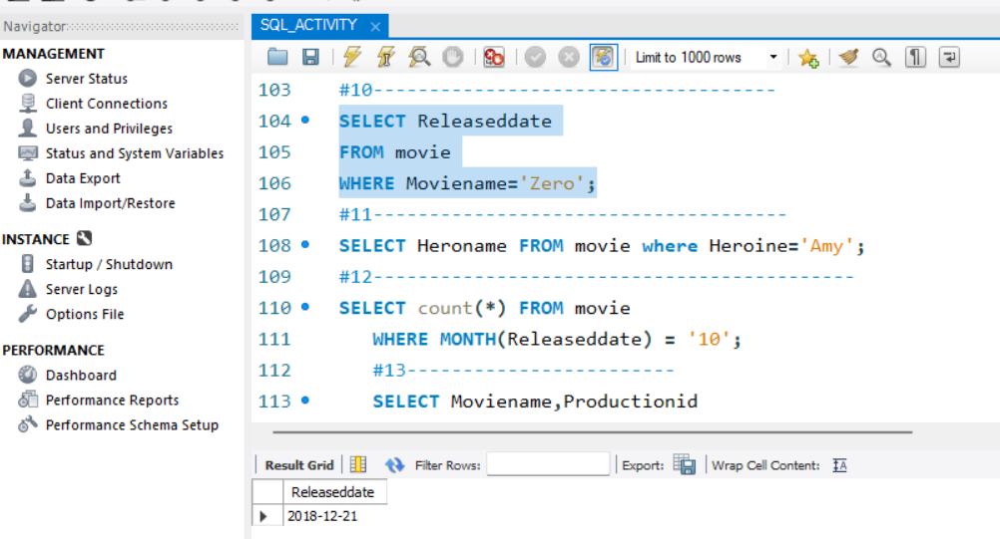 SQL_ACTIVITY ×
Navigator
MANAGEMENT
Server Status
Client Connections
Users and Privileges
Status and System Variables
Data Export
Data Import/Restore
INSTANCE
Startup / Shutdown
Server Logs
Options File
PERFORMANCE
Dashboard
Performance Reports
Performance Schema Setup
Limit to 1000 rows
103 #10------------------------------------
104 SELECT Releaseddate
105 FROM movie
106 WHERE Moviename='Zero';
107 #11-------------------------------------
108 SELECT Heroname FROM movie where Heroine='Amy';
109 #12-------------------------------------------
110 SELECT count(*) FROM movie
111 WHERE MONTH(Releaseddate) = '10';
112 #13------------------------
113 SELECT Moviename,Productionid
Result Grid Filter Rows: Export: Wrap Cell Content: IA
Releaseddate
2018-12-21